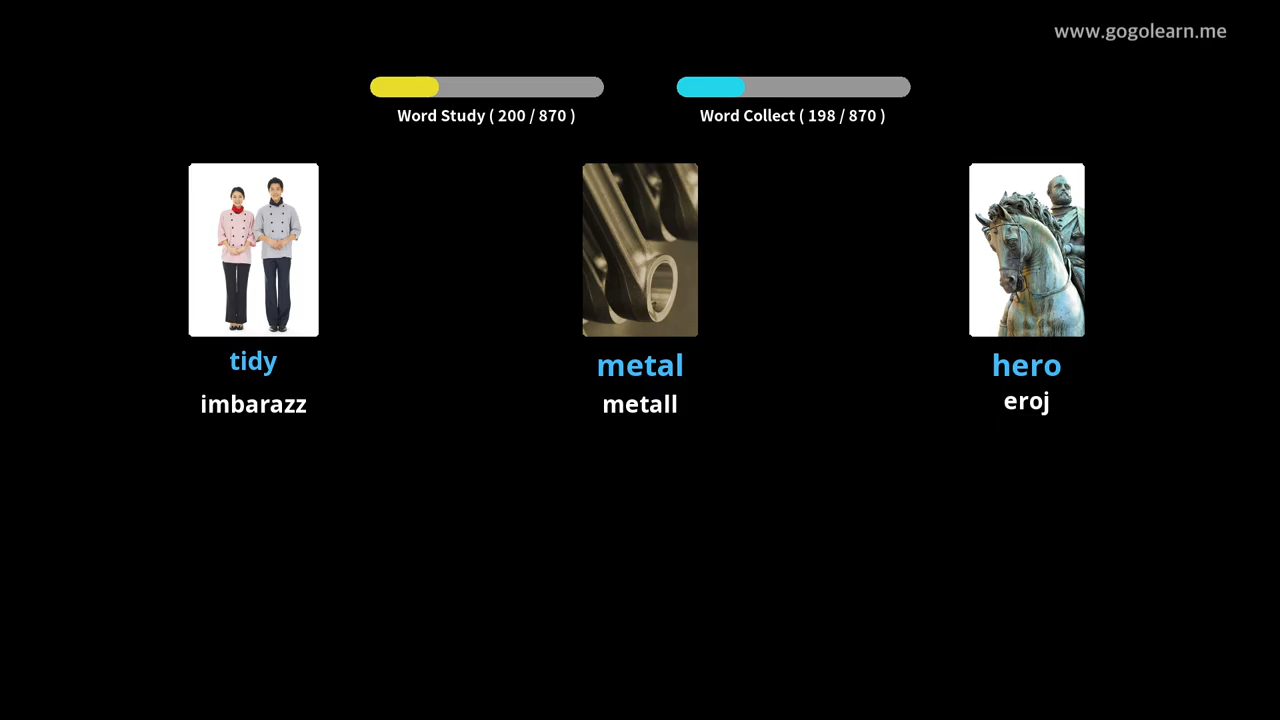 www.gogolearn.me
Word Study ( 200 / 870 )
Word Collect ( 198 / 870 )
tidy
metal
hero
imbarazz
metall
eroj